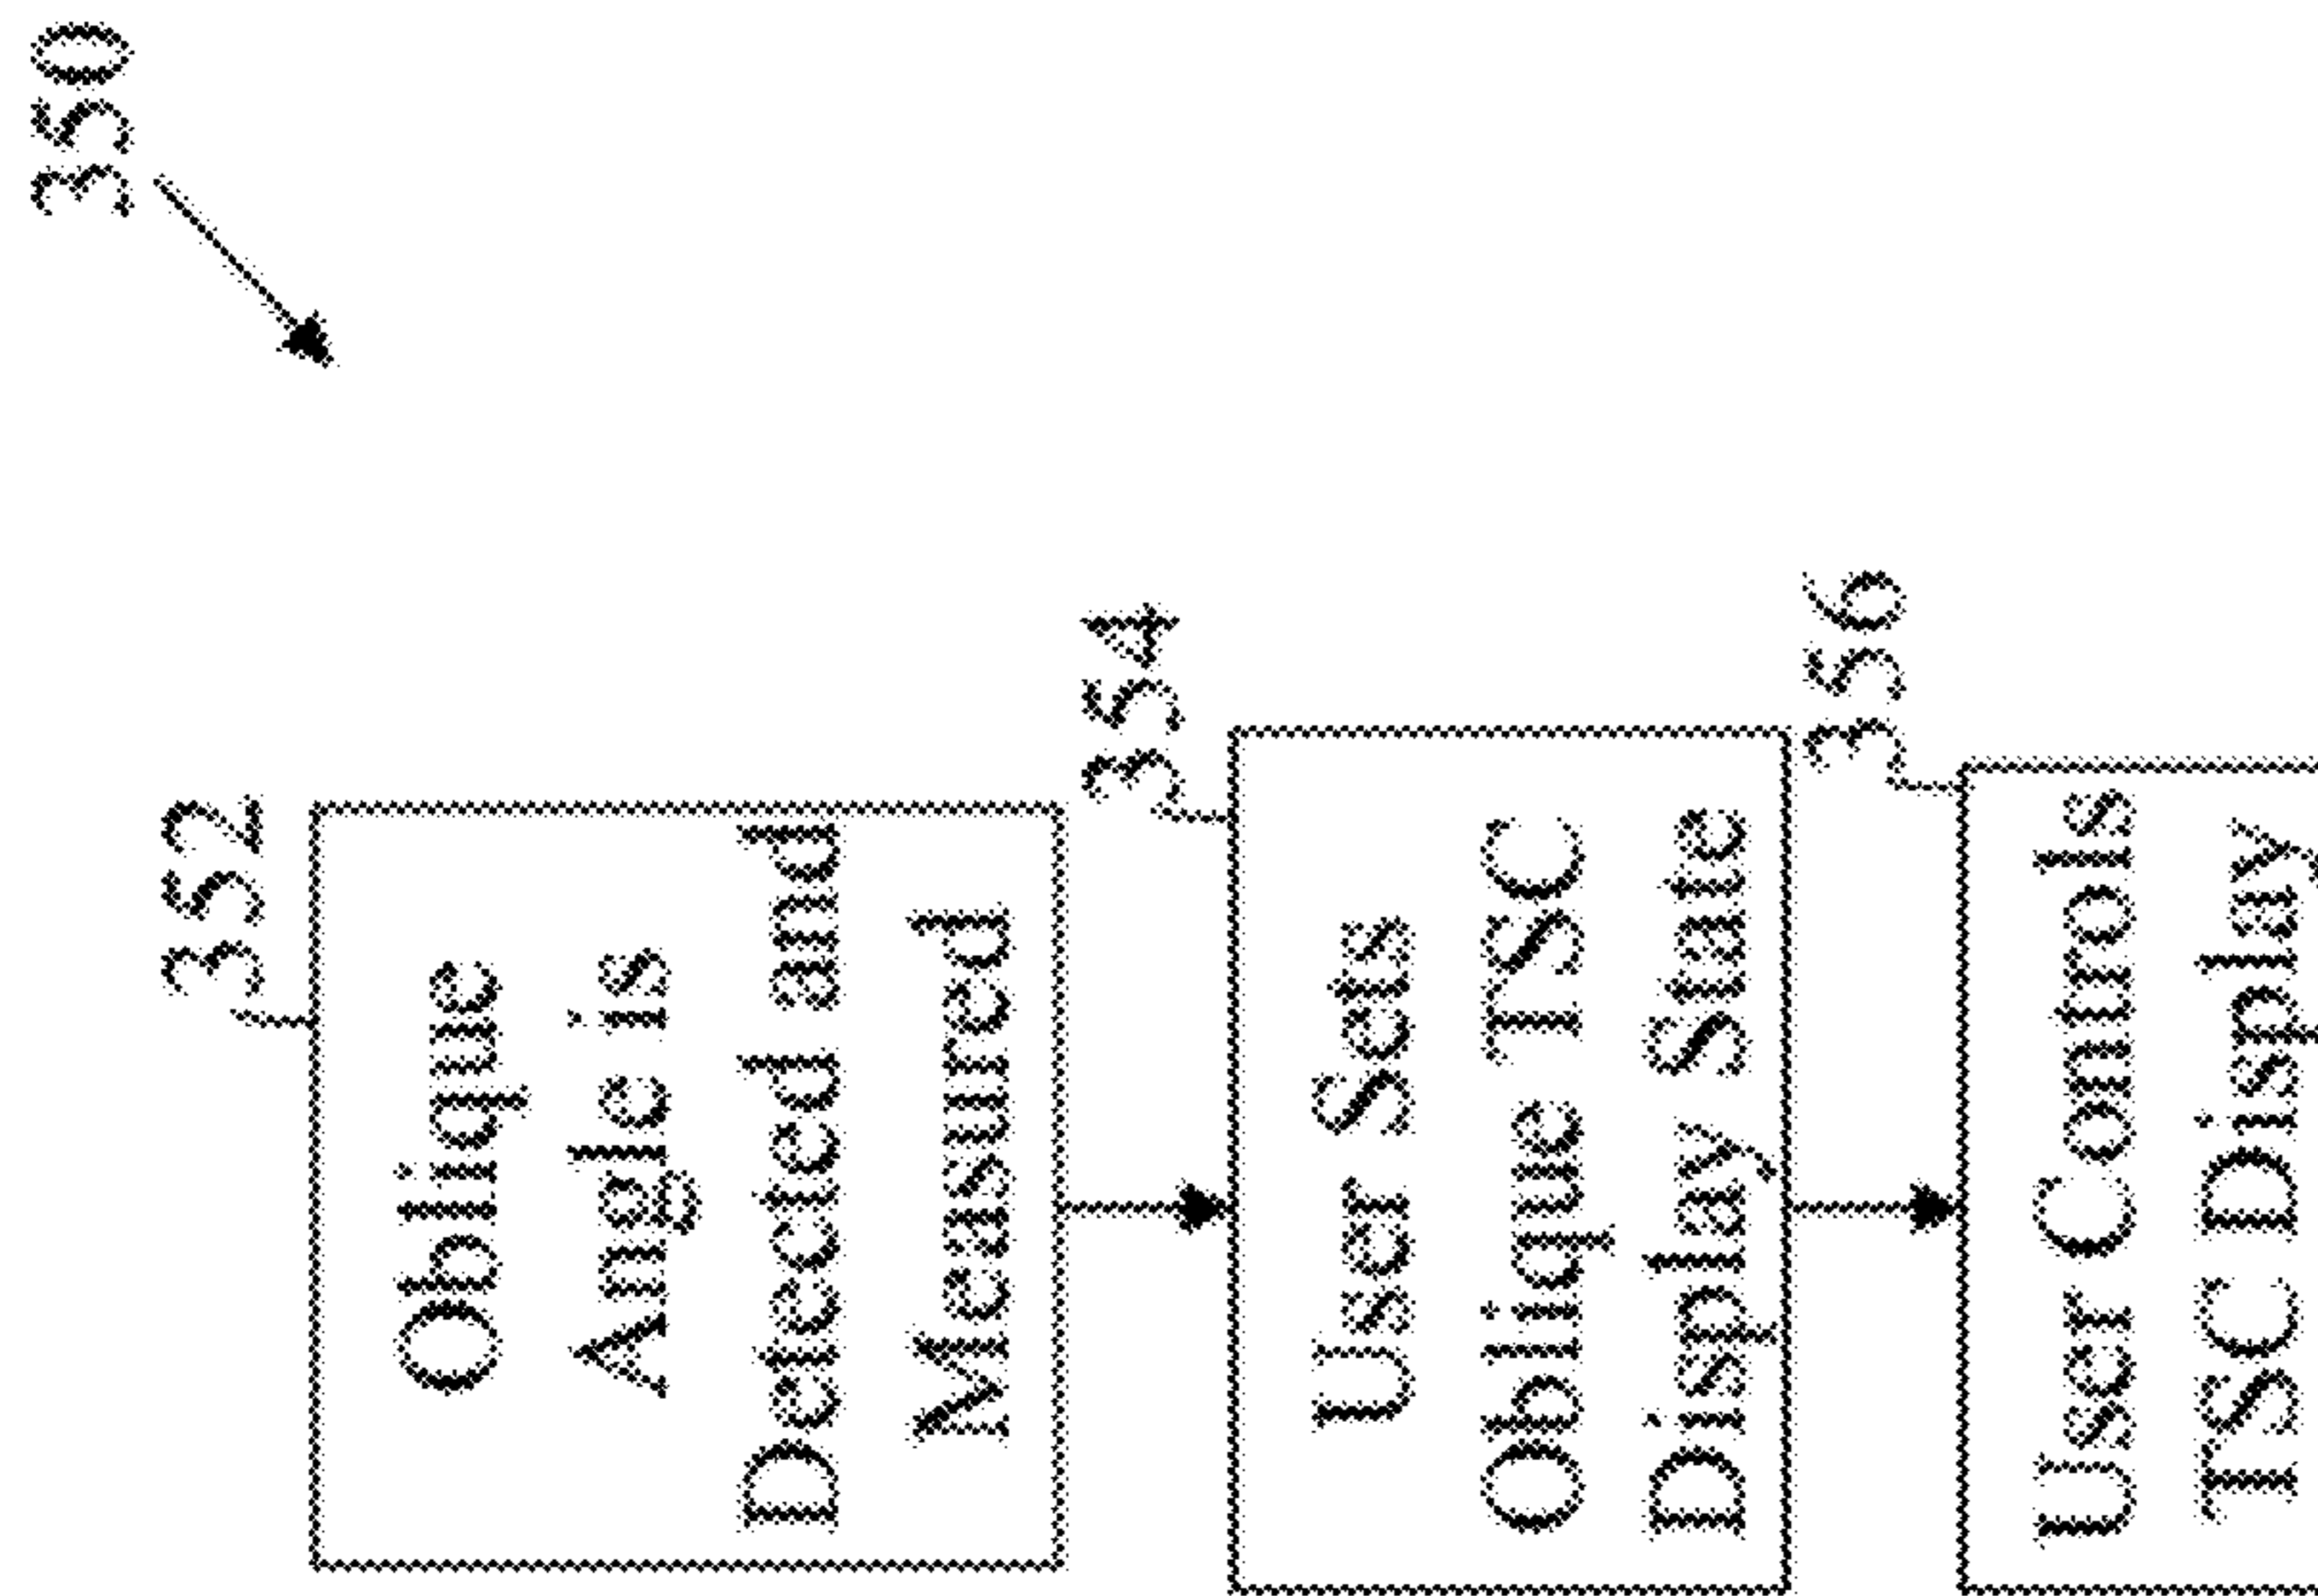 350
352
Oblique
Angle is
Detected and
Measured
354
User Sets
Oblique TSC
Display State
356
User Controls
TSC Display